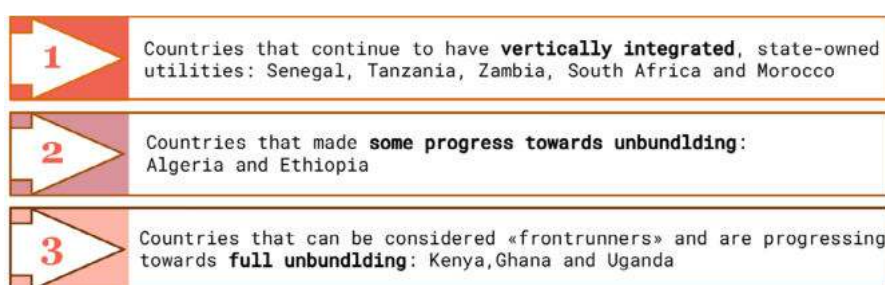 1
Countries that continue to have vertically integrated, state-owned
utilities: Senegal, Tanzania, Zambia, South Africa and Morocco
2
Countries that made some progress towards unbundlding:
Algeria and Ethiopia
3
Countries that can be considered «frontrunners» and are progressing
towards full unbundlding: Kenya,Ghana and Uganda